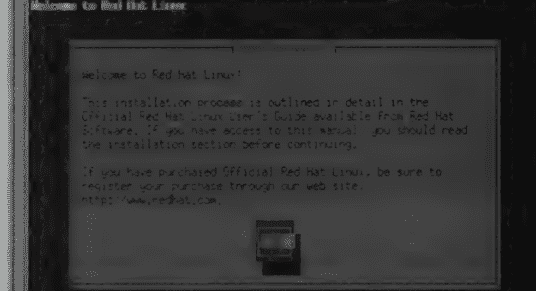 Welcome to Red Hat Linux
Welcome to Red Hat Linux!
This installation process is outlined in detail in the
Official Red Hat Linux User's Guide available from Red Hat
Software. If you have access to this manual, you should read
the installation section before continuing.
If you have purchased Official Red Hat Linux, be sure to
register your purchase through our web site,
http://www.redhat.com.